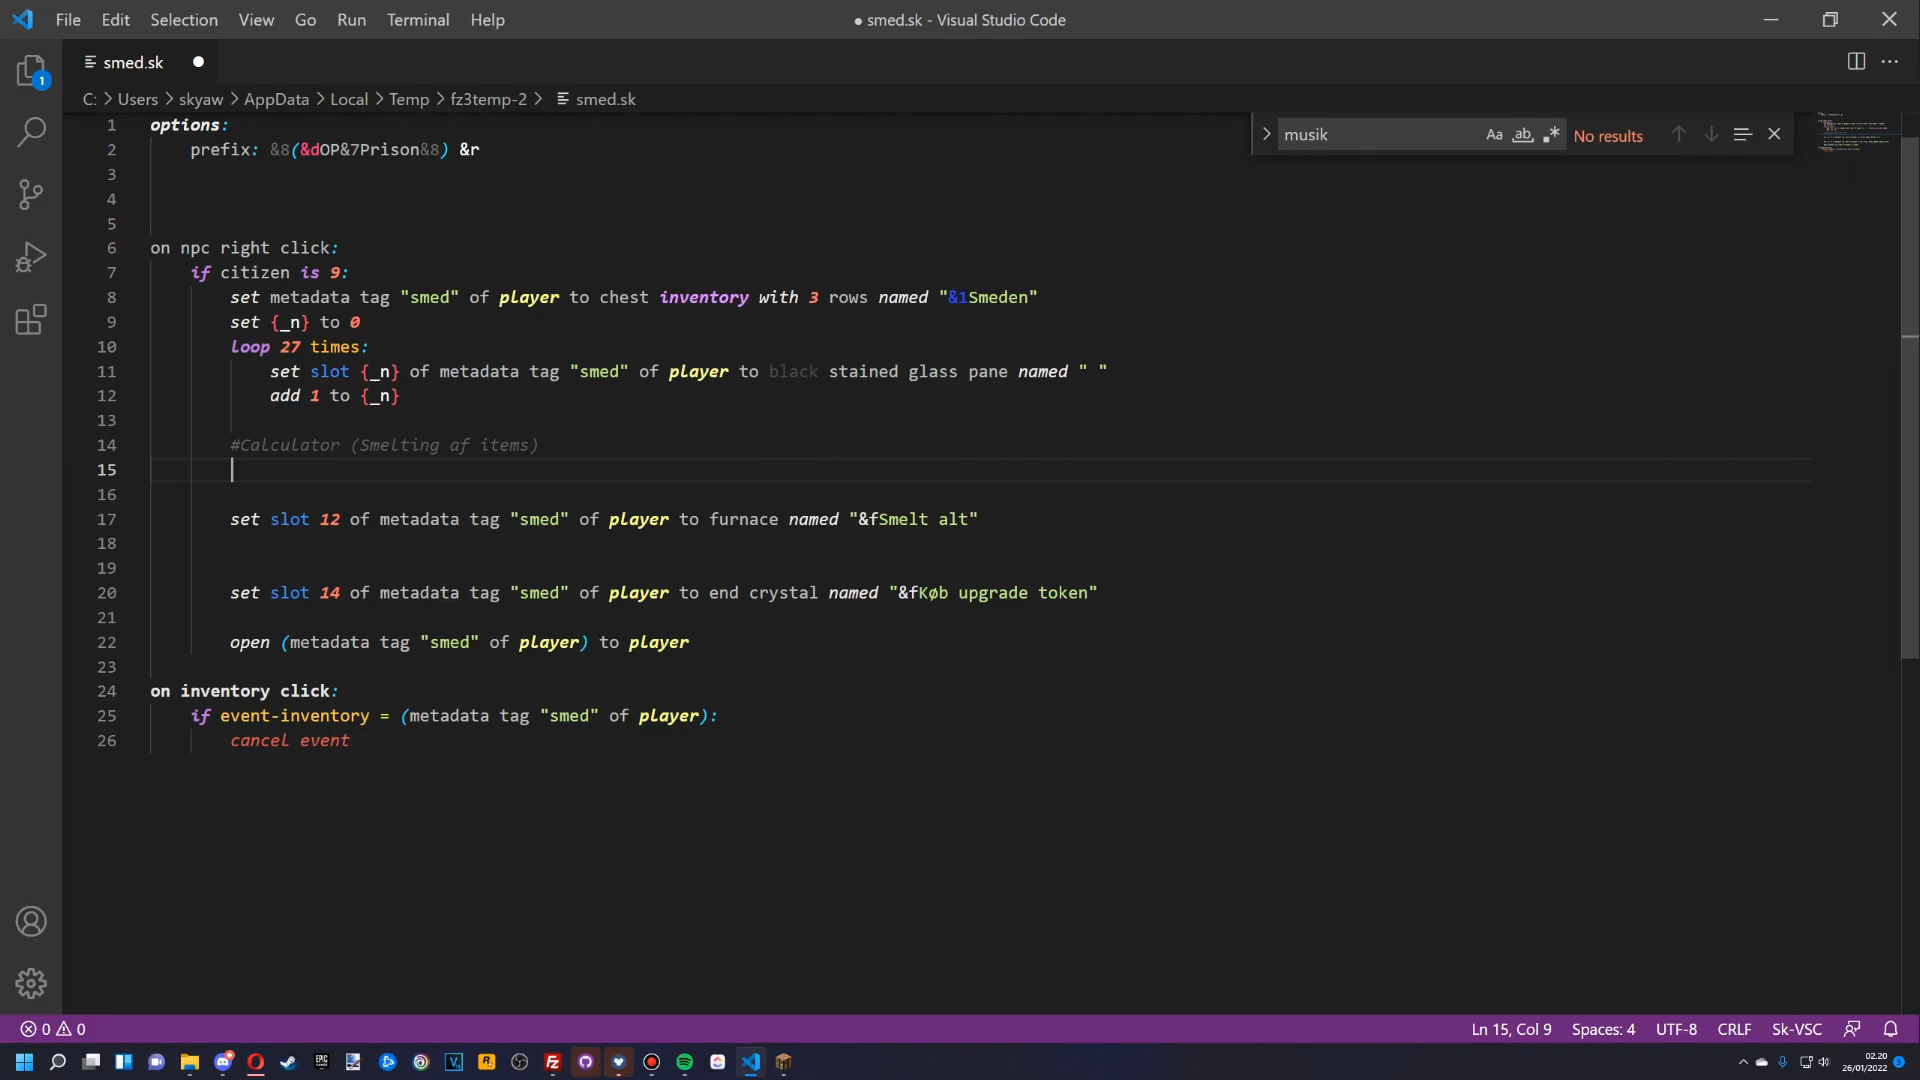 File Edit Selection View Go Run Terminal Help
● smed.sk - Visual Studio Code
smed.sk
C: > Users > skyaw > AppData > Local > Temp > fz3temp-2 > smed.sk
musik
Aa ab .* No results
1 options:
2 prefix: &8(&dOP&7Prison&8) &r
3
4
5
6 on npc right click:
7 if citizen is 9:
8 set metadata tag "smed" of player to chest inventory with 3 rows named "&1Smeden"
9 set {_n} to 0
10 loop 27 times:
11 set slot {_n} of metadata tag "smed" of player to black stained glass pane named " "
12 add 1 to {_n}
13
14 #Calculator (Smelting af items)
15
16
17 set slot 12 of metadata tag "smed" of player to furnace named "&fSmelt alt"
18
19
20 set slot 14 of metadata tag "smed" of player to end crystal named "&fKøb upgrade token"
21
22 open (metadata tag "smed" of player) to player
23
24 on inventory click:
25 if event-inventory = (metadata tag "smed" of player):
26 cancel event
1
0 0
Ln 15, Col 9 Spaces: 4 UTF-8 CRLF Sk-VSC
02.20
26/01/2022